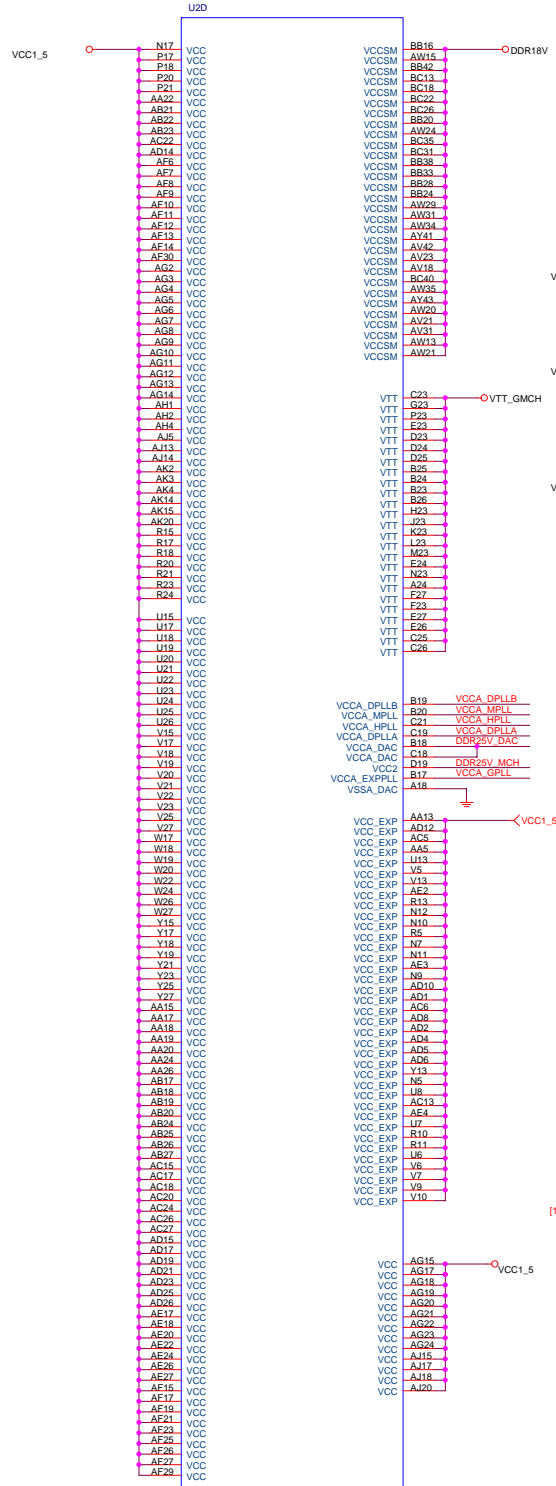 U2D
VCC1_5
N17 VCC
P17 VCC
P18 VCC
P20 VCC
P21 VCC
AA22 VCC
AB21 VCC
AB22 VCC
AB23 VCC
AC22 VCC
AD14 VCC
AF6 VCC
AF7 VCC
AF8 VCC
AF9 VCC
AF10 VCC
AF11 VCC
AF12 VCC
AF13 VCC
AF14 VCC
AF30 VCC
AG2 VCC
AG3 VCC
AG4 VCC
AG5 VCC
AG6 VCC
AG7 VCC
AG8 VCC
AG9 VCC
AG10 VCC
AG11 VCC
AG12 VCC
AG13 VCC
AG14 VCC
AH1 VCC
AH2 VCC
AH4 VCC
AJ5 VCC
AJ13 VCC
AJ14 VCC
AK2 VCC
AK3 VCC
AK4 VCC
AK14 VCC
AK15 VCC
AK20 VCC
R15 VCC
R17 VCC
R18 VCC
R20 VCC
R21 VCC
R23 VCC
R24 VCC
U15 VCC
U17 VCC
U18 VCC
U19 VCC
U20 VCC
U21 VCC
U22 VCC
U23 VCC
U24 VCC
U25 VCC
U26 VCC
V15 VCC
V17 VCC
V18 VCC
V19 VCC
V20 VCC
V21 VCC
V22 VCC
V23 VCC
V25 VCC
V27 VCC
W17 VCC
W18 VCC
W19 VCC
W20 VCC
W22 VCC
W24 VCC
W26 VCC
W27 VCC
Y15 VCC
Y17 VCC
Y18 VCC
Y19 VCC
Y21 VCC
Y23 VCC
Y25 VCC
Y27 VCC
AA15 VCC
AA17 VCC
AA18 VCC
AA19 VCC
AA20 VCC
AA24 VCC
AA26 VCC
AB17 VCC
AB18 VCC
AB19 VCC
AB20 VCC
AB24 VCC
AB25 VCC
AB26 VCC
AB27 VCC
AC15 VCC
AC17 VCC
AC18 VCC
AC20 VCC
AC24 VCC
AC26 VCC
AC27 VCC
AD15 VCC
AD17 VCC
AD19 VCC
AD21 VCC
AD23 VCC
AD25 VCC
AD26 VCC
AE17 VCC
AE18 VCC
AE20 VCC
AE22 VCC
AE24 VCC
AE26 VCC
AE27 VCC
AF15 VCC
AF17 VCC
AF19 VCC
AF21 VCC
AF23 VCC
AF25 VCC
AF26 VCC
AF27 VCC
AF29 VCC
VCCSM BB16 DDR18V
VCCSM AW15
VCCSM BB42
VCCSM BC13
VCCSM BC18
VCCSM BC22
VCCSM BC26
VCCSM BB20
VCCSM AW24
VCCSM BC35
VCCSM BC31
VCCSM BB38
VCCSM BB33
VCCSM BB28
VCCSM BB24
VCCSM AW29
VCCSM AW31
VCCSM AW34
VCCSM AY41
VCCSM AV42
VCCSM AV23
VCCSM AV18
VCCSM BC40
VCCSM AW35
VCCSM AY43
VCCSM AW20
VCCSM AV21
VCCSM AV31
VCCSM AW13
VCCSM AW21
VTT C23 VTT_GMCH
VTT G23
VTT P23
VTT E23
VTT D23
VTT D24
VTT D25
VTT B25
VTT B24
VTT B23
VTT B26
VTT H23
VTT J23
VTT K23
VTT L23
VTT M23
VTT E24
VTT N23
VTT A24
VTT F27
VTT F23
VTT E27
VTT E26
VTT C25
VTT C26
VCCA_DPLLB B19 VCCA_DPLLB
VCCA_MPLL B20 VCCA_MPLL
VCCA_HPLL C21 VCCA_HPLL
VCCA_DPLLA C19 VCCA_DPLLA
VCCA_DAC B18 DDR25V_DAC
VCCA_DAC C18
VCC2 D19 DDR25V_MCH
VCCA_EXPPLL B17 VCCA_GPLL
VSSA_DAC A18
VCC_EXP AA13 VCC1_5
VCC_EXP AD12
VCC_EXP AC5
VCC_EXP AA5
VCC_EXP U13
VCC_EXP V5
VCC_EXP V13
VCC_EXP AE2
VCC_EXP R13
VCC_EXP N12
VCC_EXP N10
VCC_EXP R5
VCC_EXP N7
VCC_EXP N11
VCC_EXP AE3
VCC_EXP N9
VCC_EXP AD10
VCC_EXP AD1
VCC_EXP AC6
VCC_EXP AD8
VCC_EXP AD2
VCC_EXP AD4
VCC_EXP AD5
VCC_EXP AD6
VCC_EXP Y13
VCC_EXP N5
VCC_EXP U8
VCC_EXP AC13
VCC_EXP AE4
VCC_EXP U7
VCC_EXP R10
VCC_EXP R11
VCC_EXP U6
VCC_EXP V6
VCC_EXP V7
VCC_EXP V9
VCC_EXP V10
VCC AG15 VCC1_5
VCC AG17
VCC AG18
VCC AG19
VCC AG20
VCC AG21
VCC AG22
VCC AG23
VCC AG24
VCC AJ15
VCC AJ17
VCC AJ18
VCC AJ20